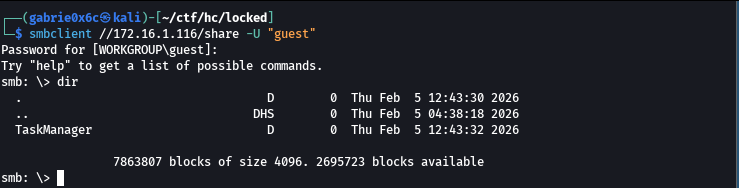 ┌──(gabrie0x6c㉿kali)-[~/ctf/hc/locked]
└─$ smbclient //172.16.1.116/share -U "guest"
Password for [WORKGROUP\guest]:
Try "help" to get a list of possible commands.
smb: \> dir
  .                                   D        0  Thu Feb  5 12:43:30 2026
  ..                                DHS        0  Thu Feb  5 04:38:18 2026
  TaskManager                         D        0  Thu Feb  5 12:43:32 2026
                7863807 blocks of size 4096. 2695723 blocks available
smb: \>